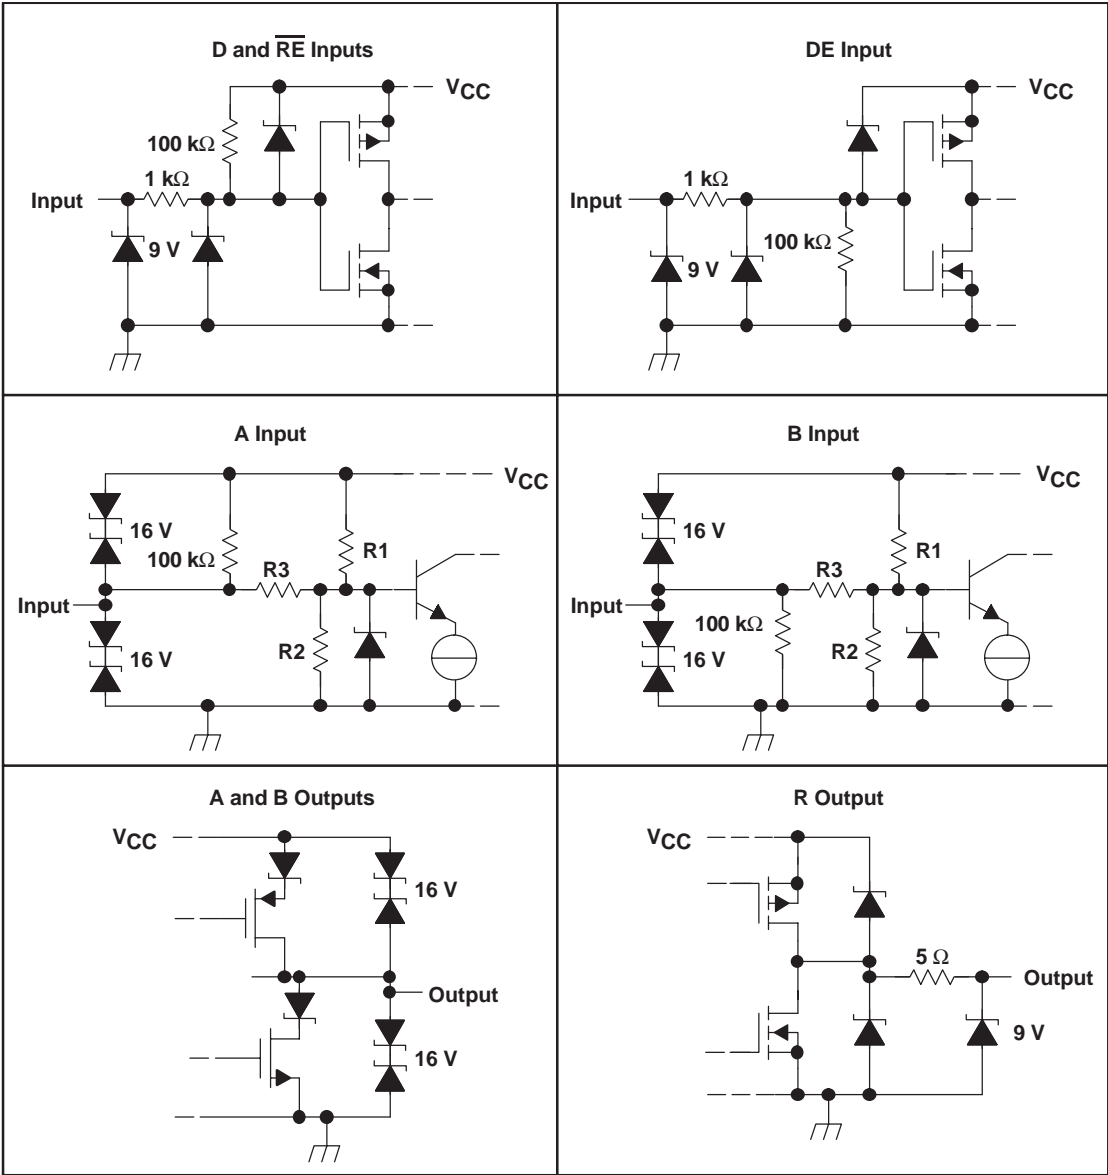 D and R̅E̅ Inputs
VCC
100 kΩ
1 kΩ
Input
9 V
DE Input
VCC
1 kΩ
Input
100 kΩ
9 V
A Input
VCC
16 V
100 kΩ
R1
R3
Input
R2
16 V
B Input
VCC
16 V
R1
R3
Input
100 kΩ
R2
16 V
A and B Outputs
VCC
16 V
Output
16 V
R Output
VCC
5 Ω
Output
9 V